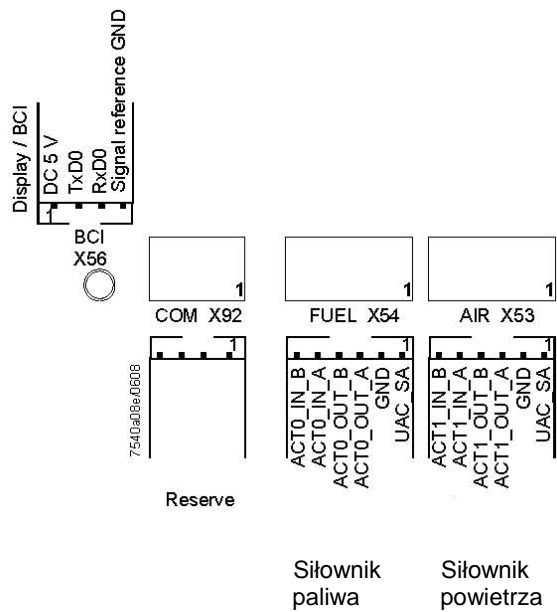 Display / BCI
DC 5 V
TxD0
RxD0
Signal reference GND
1
BCI
X56
1
COM X92
1
FUEL X54
1
AIR X53
1
7540a08e/0608
Reserve
1
ACT0_IN_B
ACT0_IN_A
ACT0_OUT_B
ACT0_OUT_A
GND
UAC_SA
1
ACT1_IN_B
ACT1_IN_A
ACT1_OUT_B
ACT1_OUT_A
GND
UAC_SA
Siłownik
paliwa
Siłownik
powietrza